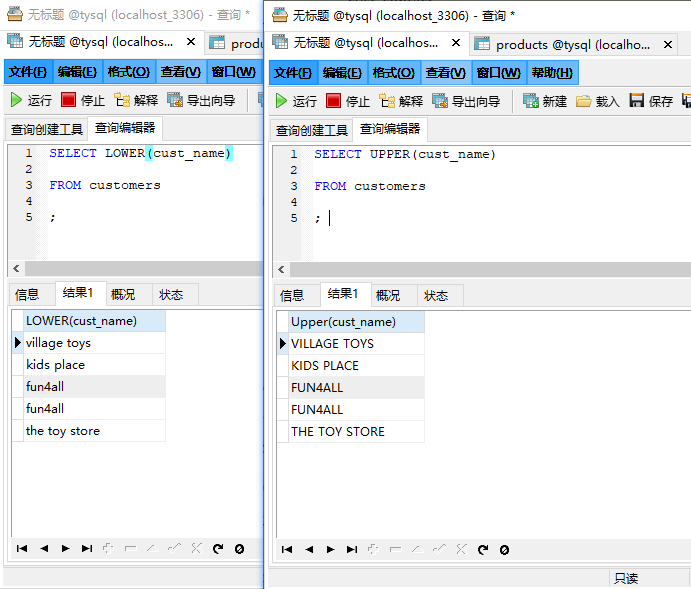 无标题 @tysql (localhost_3306) - 查询 *
无标题 @tysql (localhos...
produ
文件(F) 编辑(E) 格式(O) 查看(V) 窗口(W)
运行 停止 解释 导出向导
查询创建工具 查询编辑器
1 SELECT LOWER(cust_name)
2
3 FROM customers
4
5 ;
信息 结果1 概况 状态
LOWER(cust_name)
village toys
kids place
fun4all
fun4all
the toy store
无标题 @tysql (localhost_3306) - 查询 *
无标题 @tysql (localhos...
products @tysql (localho...
文件(F) 编辑(E) 格式(O) 查看(V) 窗口(W) 帮助(H)
运行 停止 解释 导出向导 新建 载入 保存
查询创建工具 查询编辑器
1 SELECT UPPER(cust_name)
2
3 FROM customers
4
5 ;
信息 结果1 概况 状态
Upper(cust_name)
VILLAGE TOYS
KIDS PLACE
FUN4ALL
FUN4ALL
THE TOY STORE
只读